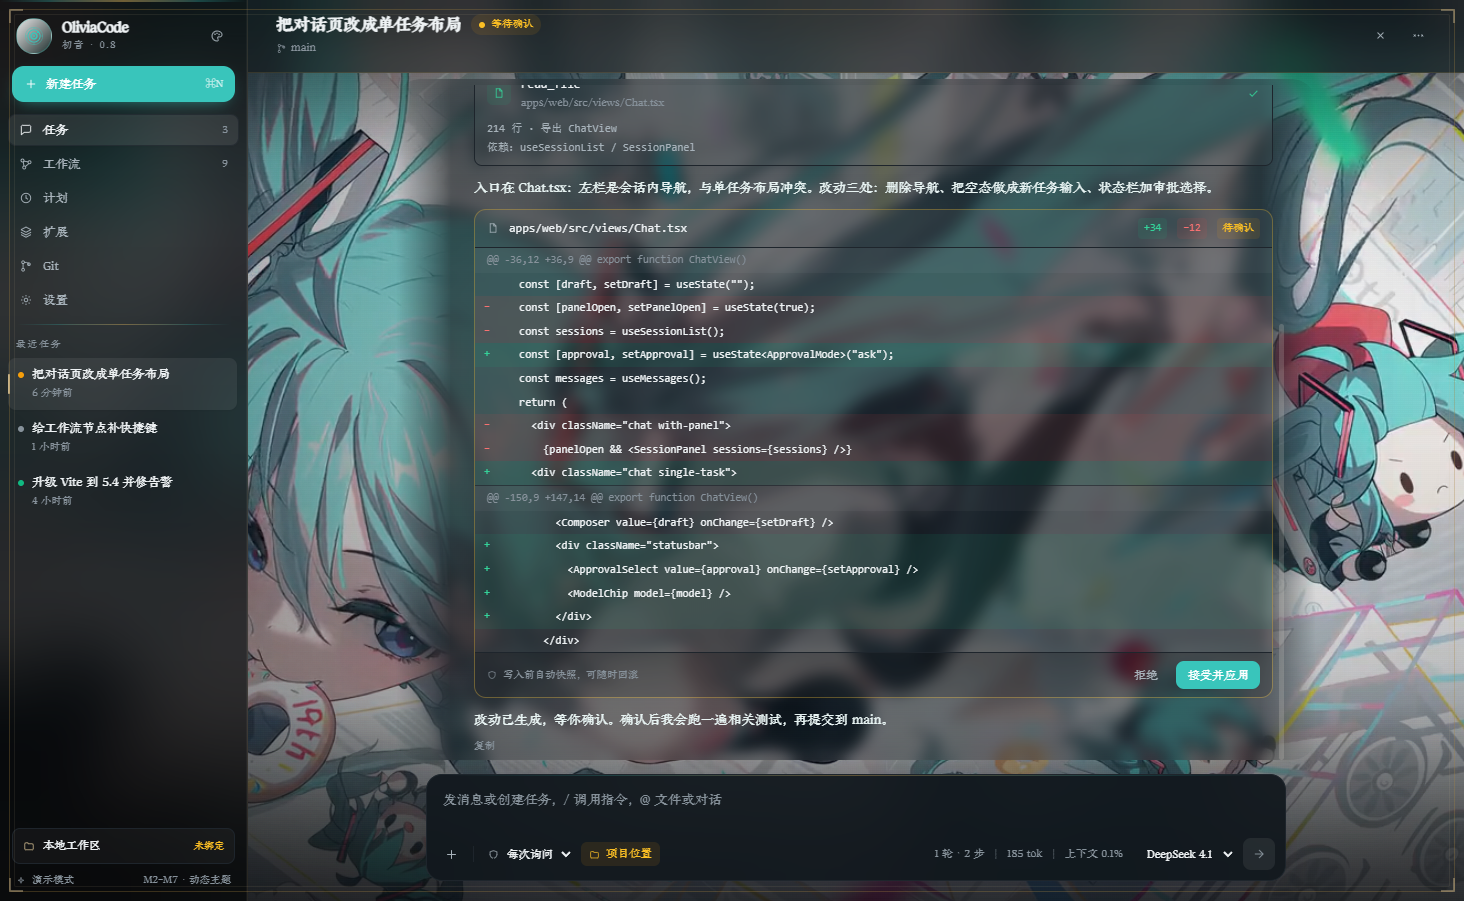 OliviaCode
初音 · 0.8
新建任务 ⌘N
任务 3
工作流 9
计划
扩展
Git
设置
最近任务
把对话页改成单任务布局
6 分钟前
给工作流节点补快捷键
1 小时前
升级 Vite 到 5.4 并修告警
4 小时前
本地工作区 未绑定
演示模式 M2-M7 · 动态主题
把对话页改成单任务布局 等待确认
main
read_file
apps/web/src/views/Chat.tsx
214 行 · 导出 ChatView
依赖: useSessionList / SessionPanel
入口在 Chat.tsx：左栏是会话内导航，与单任务布局冲突。改动三处：删除导航、把空态做成新任务输入、状态栏加审批选择。
apps/web/src/views/Chat.tsx +34 −12 待确认
@@ -36,12 +36,9 @@ export function ChatView()
const [draft, setDraft] = useState("");
− const [panelOpen, setPanelOpen] = useState(true);
− const sessions = useSessionList();
+ const [approval, setApproval] = useState<ApprovalMode>("ask");
const messages = useMessages();
return (
− <div className="chat with-panel">
− {panelOpen && <SessionPanel sessions={sessions} />}
+ <div className="chat single-task">
@@ -150,9 +147,14 @@ export function ChatView()
<Composer value={draft} onChange={setDraft} />
+ <div className="statusbar">
+ <ApprovalSelect value={approval} onChange={setApproval} />
+ <ModelChip model={model} />
+ </div>
</div>
写入前自动快照，可随时回滚 拒绝 接受并应用
改动已生成，等你确认。确认后我会跑一遍相关测试，再提交到 main。
复制
发消息或创建任务，/ 调用指令，@ 文件或对话
每次询问 项目位置 1 轮 · 2 步 | 185 tok | 上下文 0.1% DeepSeek 4.1
19th